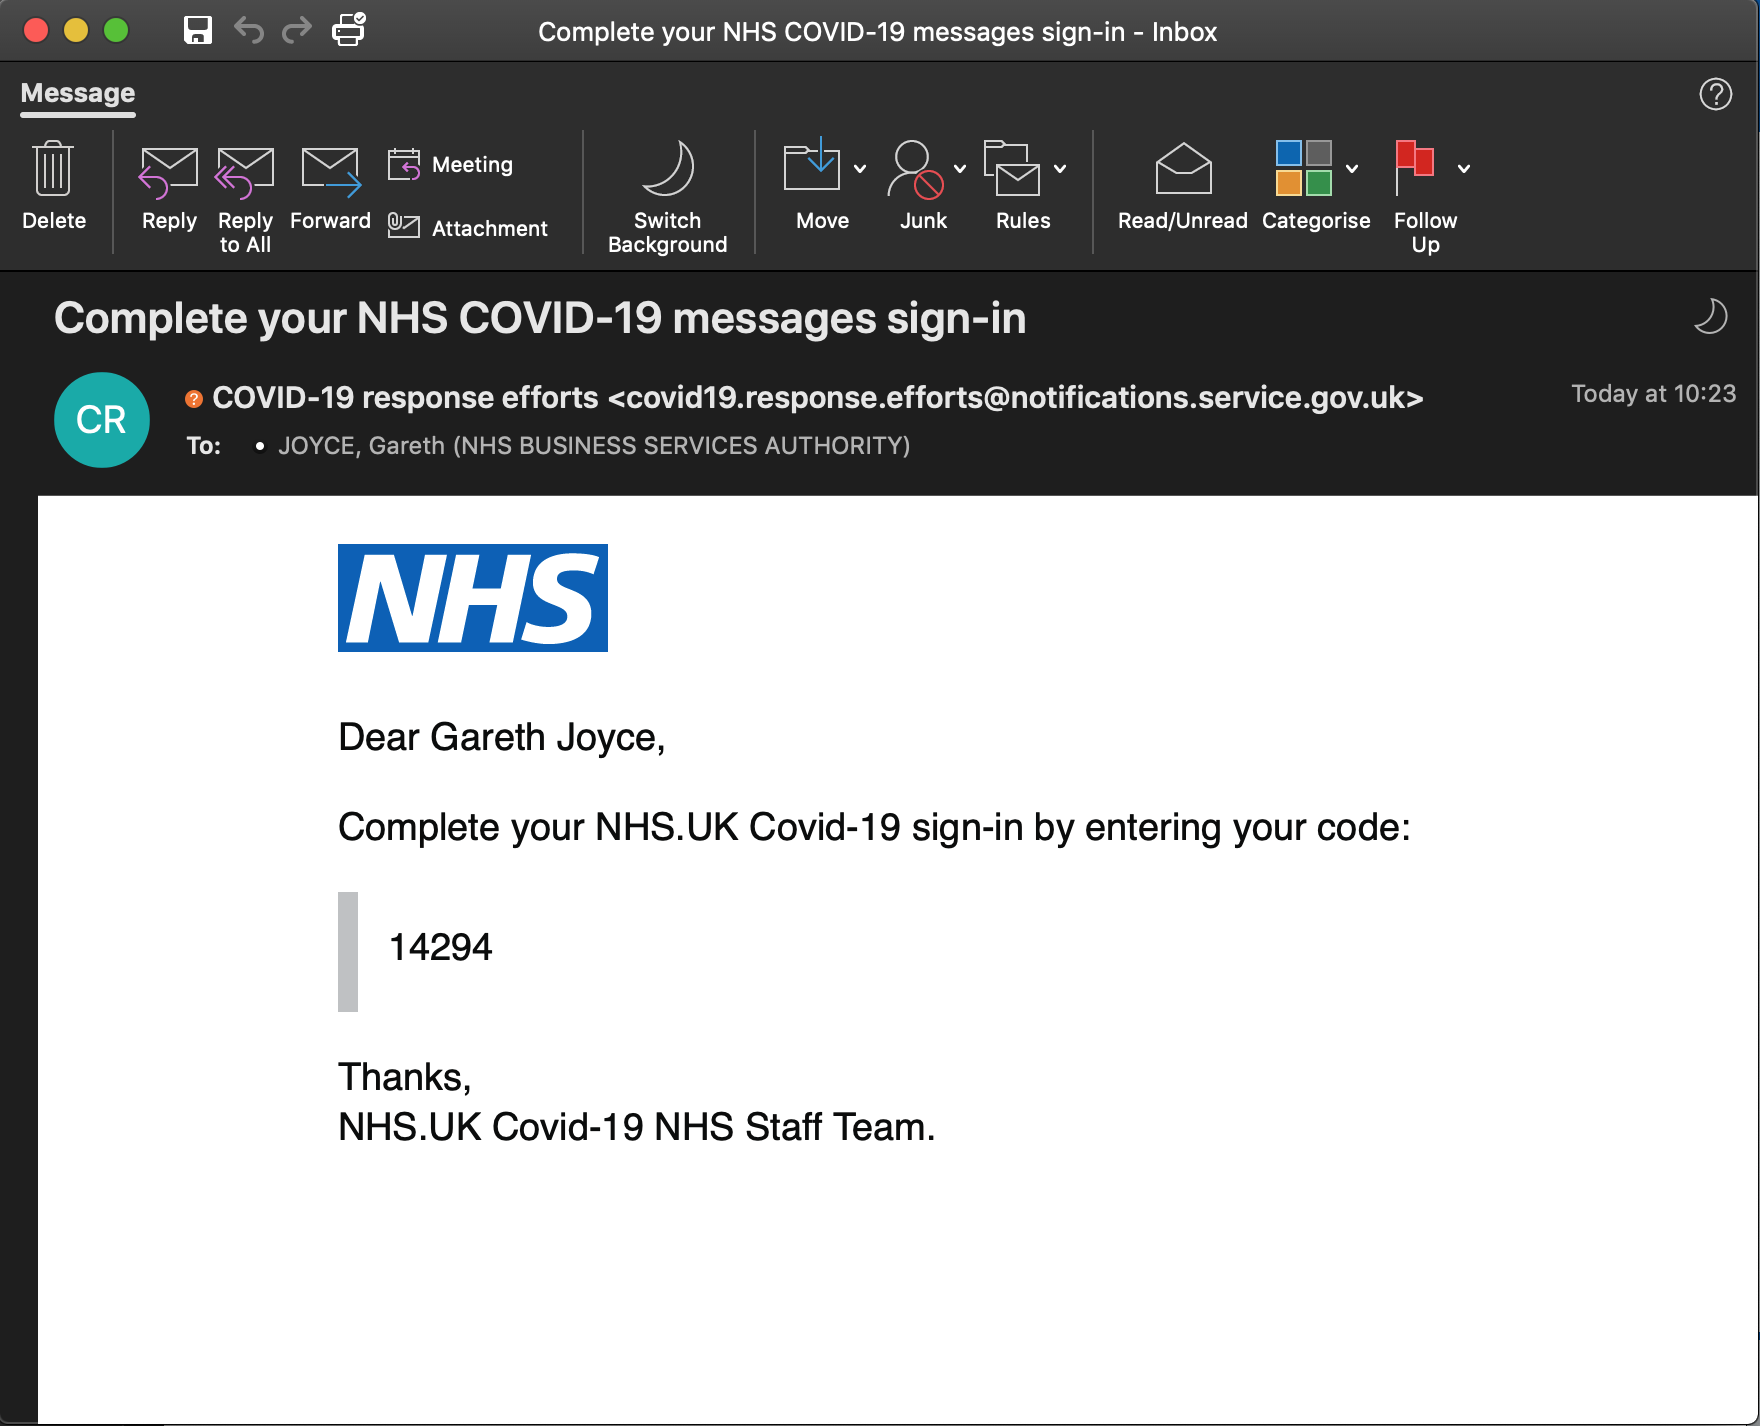 Complete your NHS COVID-19 messages sign-in - Inbox
Message
Delete
Reply
Reply to All
Forward
Meeting
Attachment
Switch Background
Move
Junk
Rules
Read/Unread
Categorise
Follow Up
Complete your NHS COVID-19 messages sign-in
CR
COVID-19 response efforts <covid19.response.efforts@notifications.service.gov.uk>
Today at 10:23
To: • JOYCE, Gareth (NHS BUSINESS SERVICES AUTHORITY)
NHS
Dear Gareth Joyce,
Complete your NHS.UK Covid-19 sign-in by entering your code:
14294
Thanks,
NHS.UK Covid-19 NHS Staff Team.